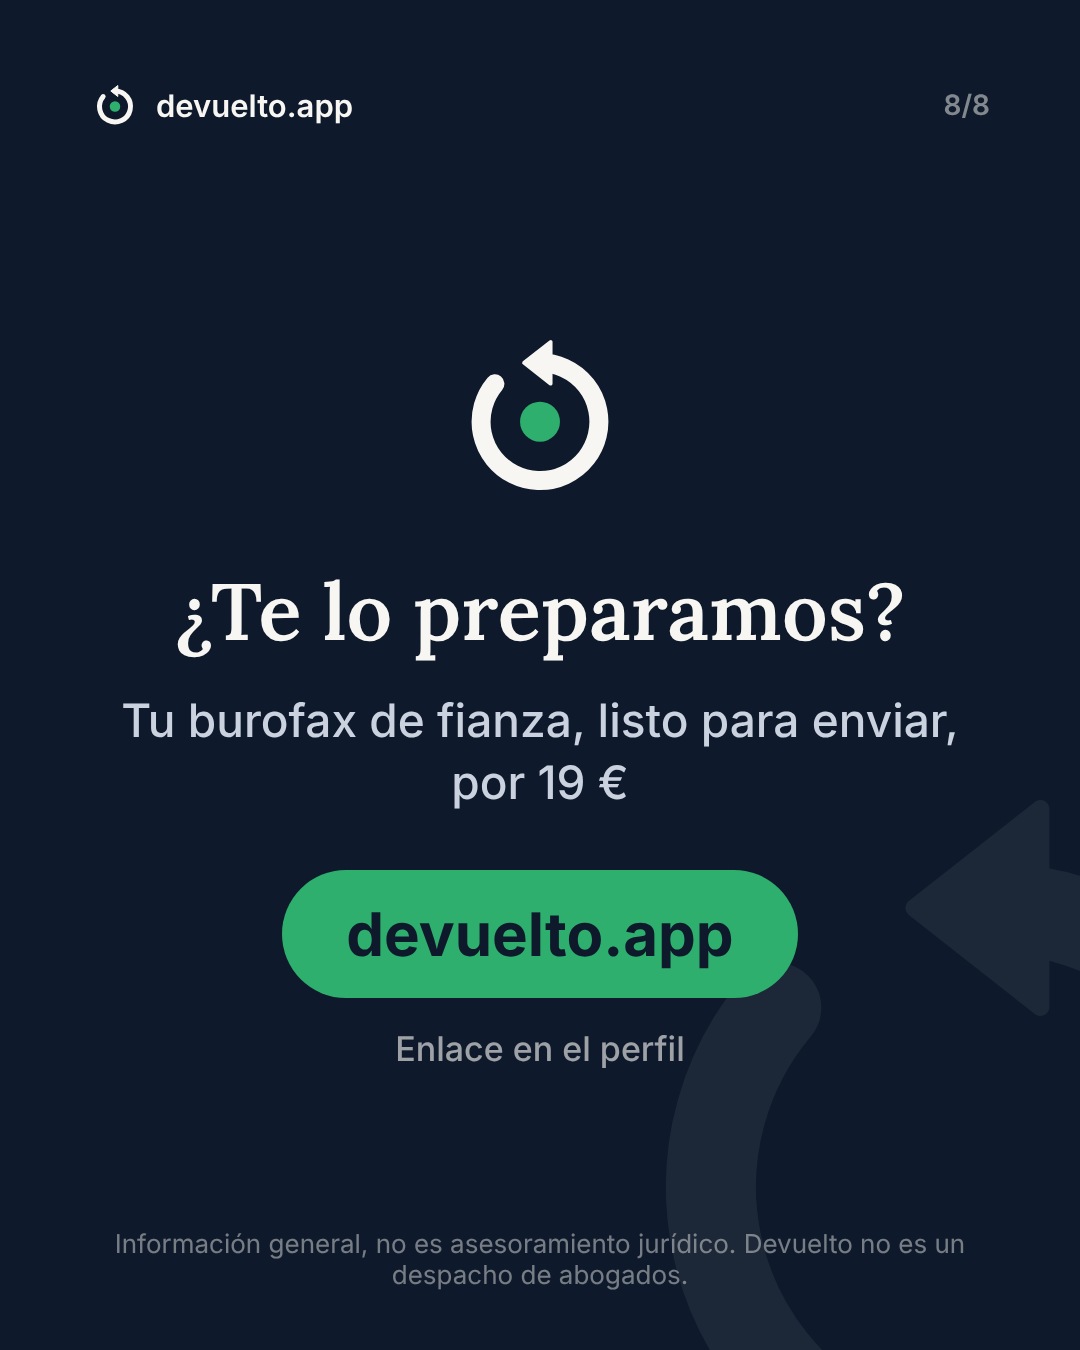 devuelto.app
8/8
¿Te lo preparamos?
Tu burofax de fianza, listo para enviar,
por 19 €
devuelto.app
Enlace en el perfil
Información general, no es asesoramiento jurídico. Devuelto no es un
despacho de abogados.